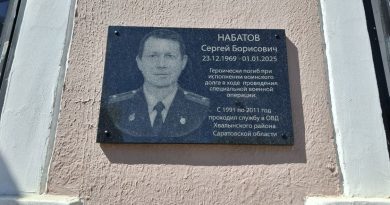 НАБАТОВ
Сергей Борисович
23.12.1969 - 01.01.2025
Героически погиб при
исполнении воинского
долга в ходе проведения
специальной военной
операции.
С 1991 по 2011 год
проходил службу в ОВД
Хвалынского района
Саратовской области